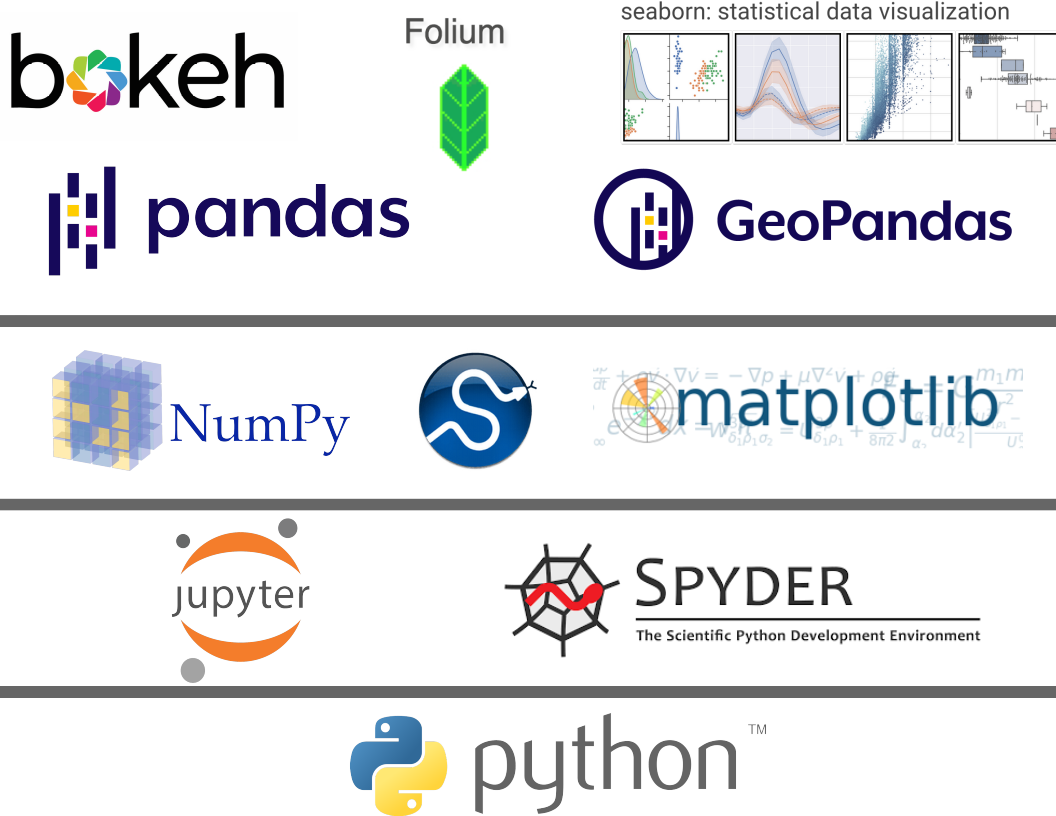 bokeh
Folium
seaborn: statistical data visualization
pandas
GeoPandas
NumPy
matplotlib
jupyter
SPYDER
The Scientific Python Development Environment
python™